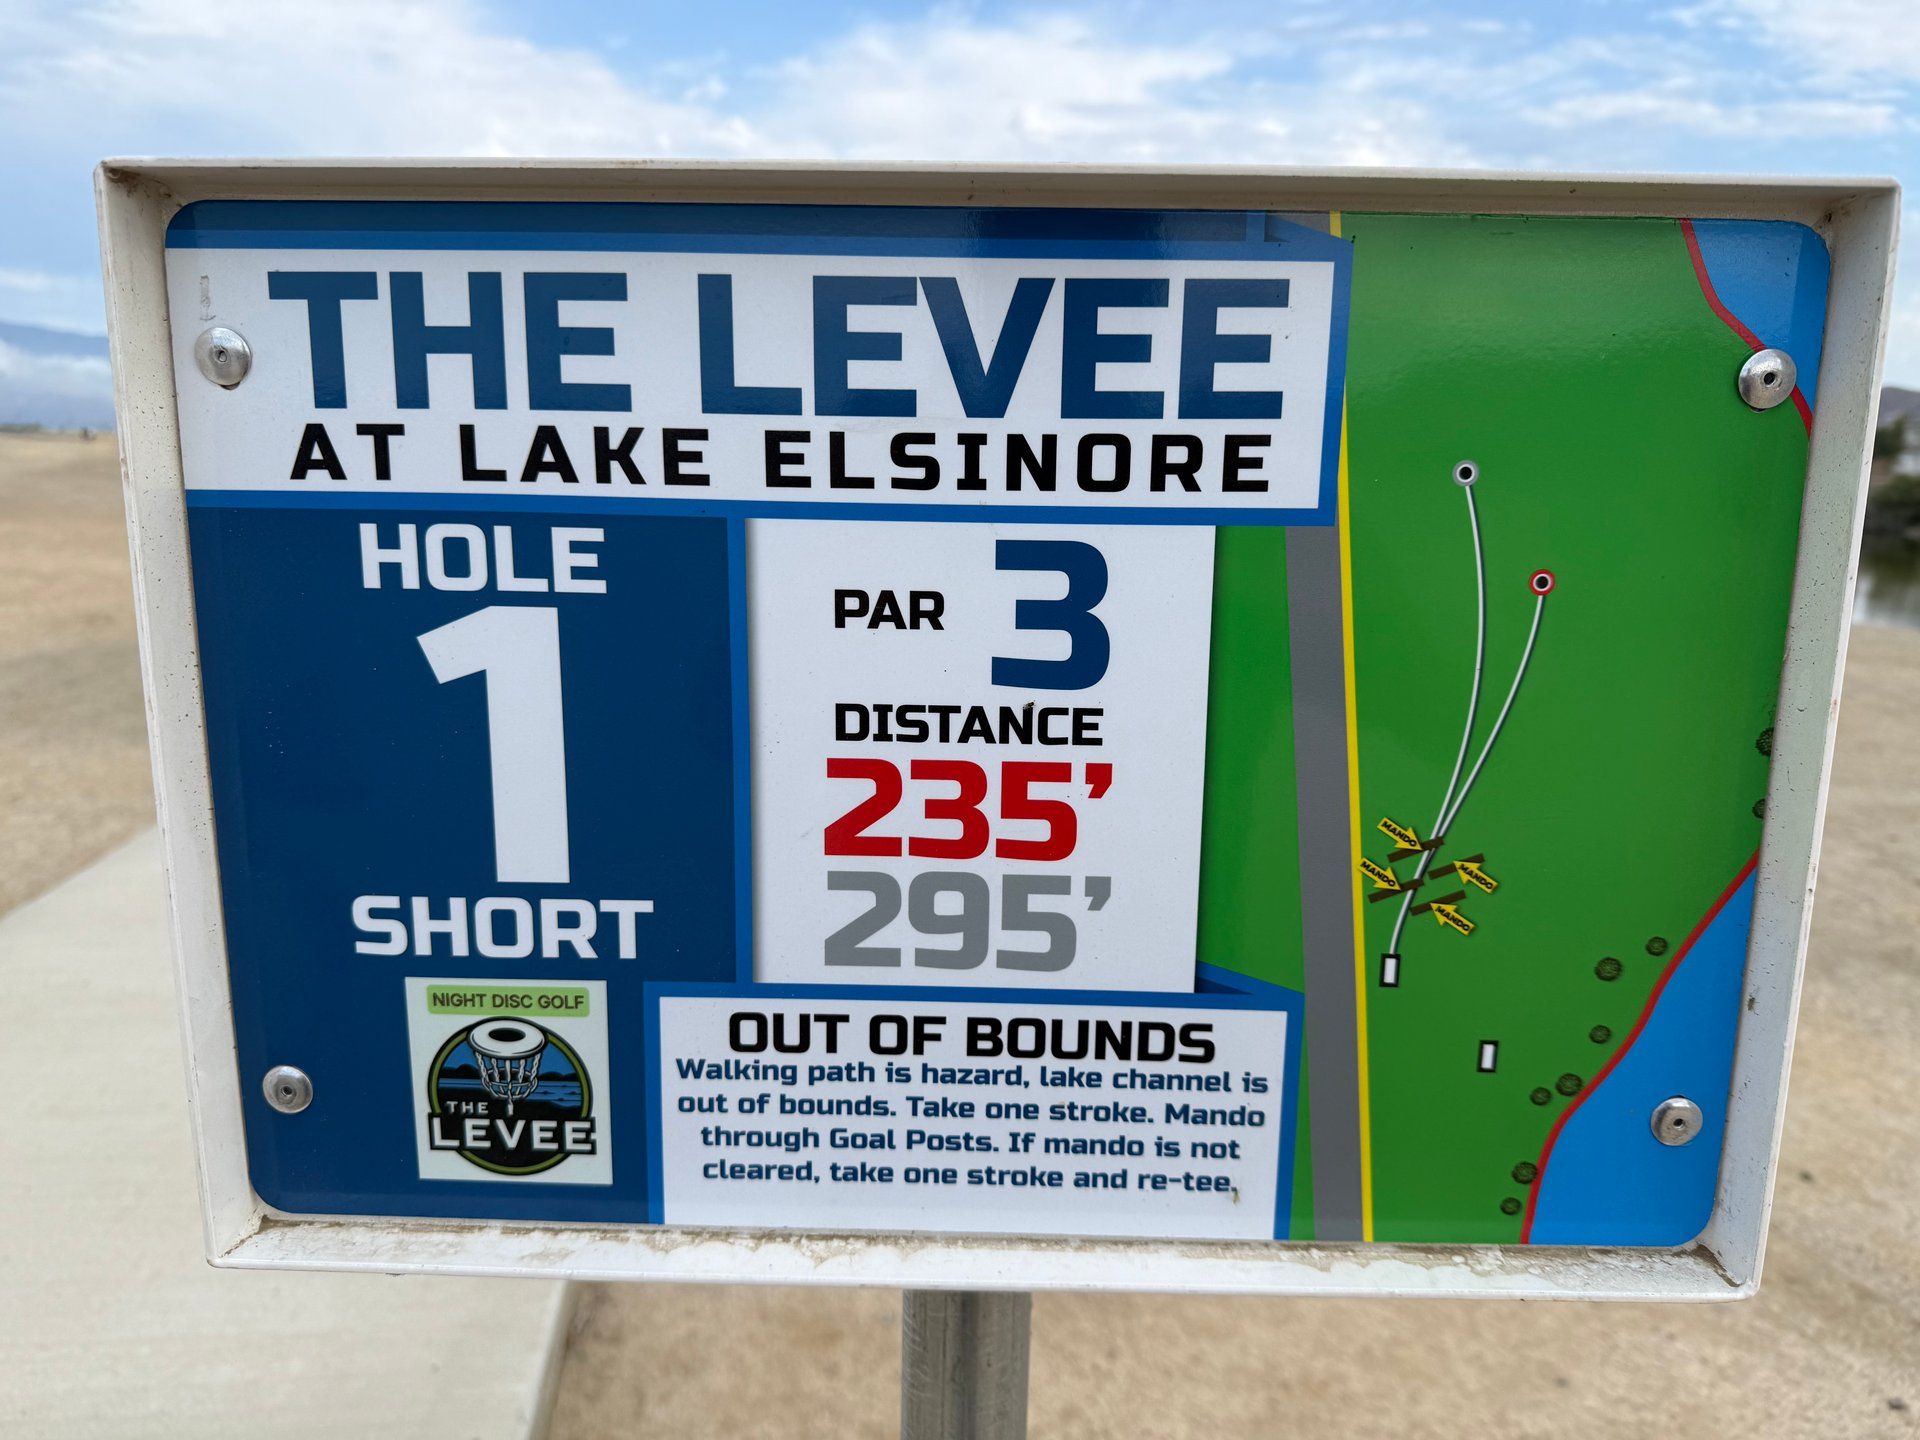 THE LEVEE
AT LAKE ELSINORE
HOLE
1
SHORT
NIGHT DISC GOLF
THE
LEVEE
PAR 3
DISTANCE
235’
295’
OUT OF BOUNDS
Walking path is hazard, lake channel is
out of bounds. Take one stroke. Mando
through Goal Posts. If mando is not
cleared, take one stroke and re-tee.
MANDO
MANDO
MANDO
MANDO